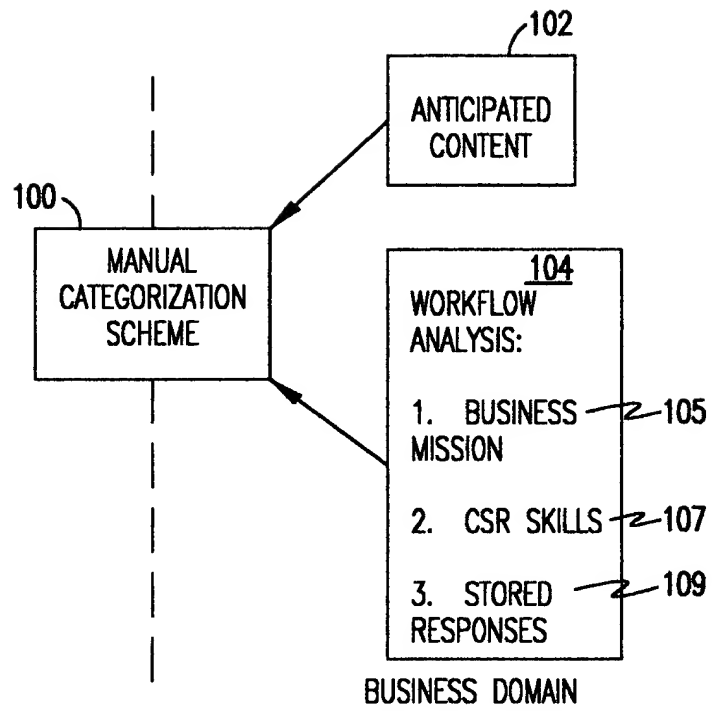 102
ANTICIPATED
CONTENT
100
MANUAL
CATEGORIZATION
SCHEME
104
WORKFLOW
ANALYSIS:
1. BUSINESS
MISSION
105
2. CSR SKILLS
107
3. STORED
RESPONSES
109
BUSINESS DOMAIN